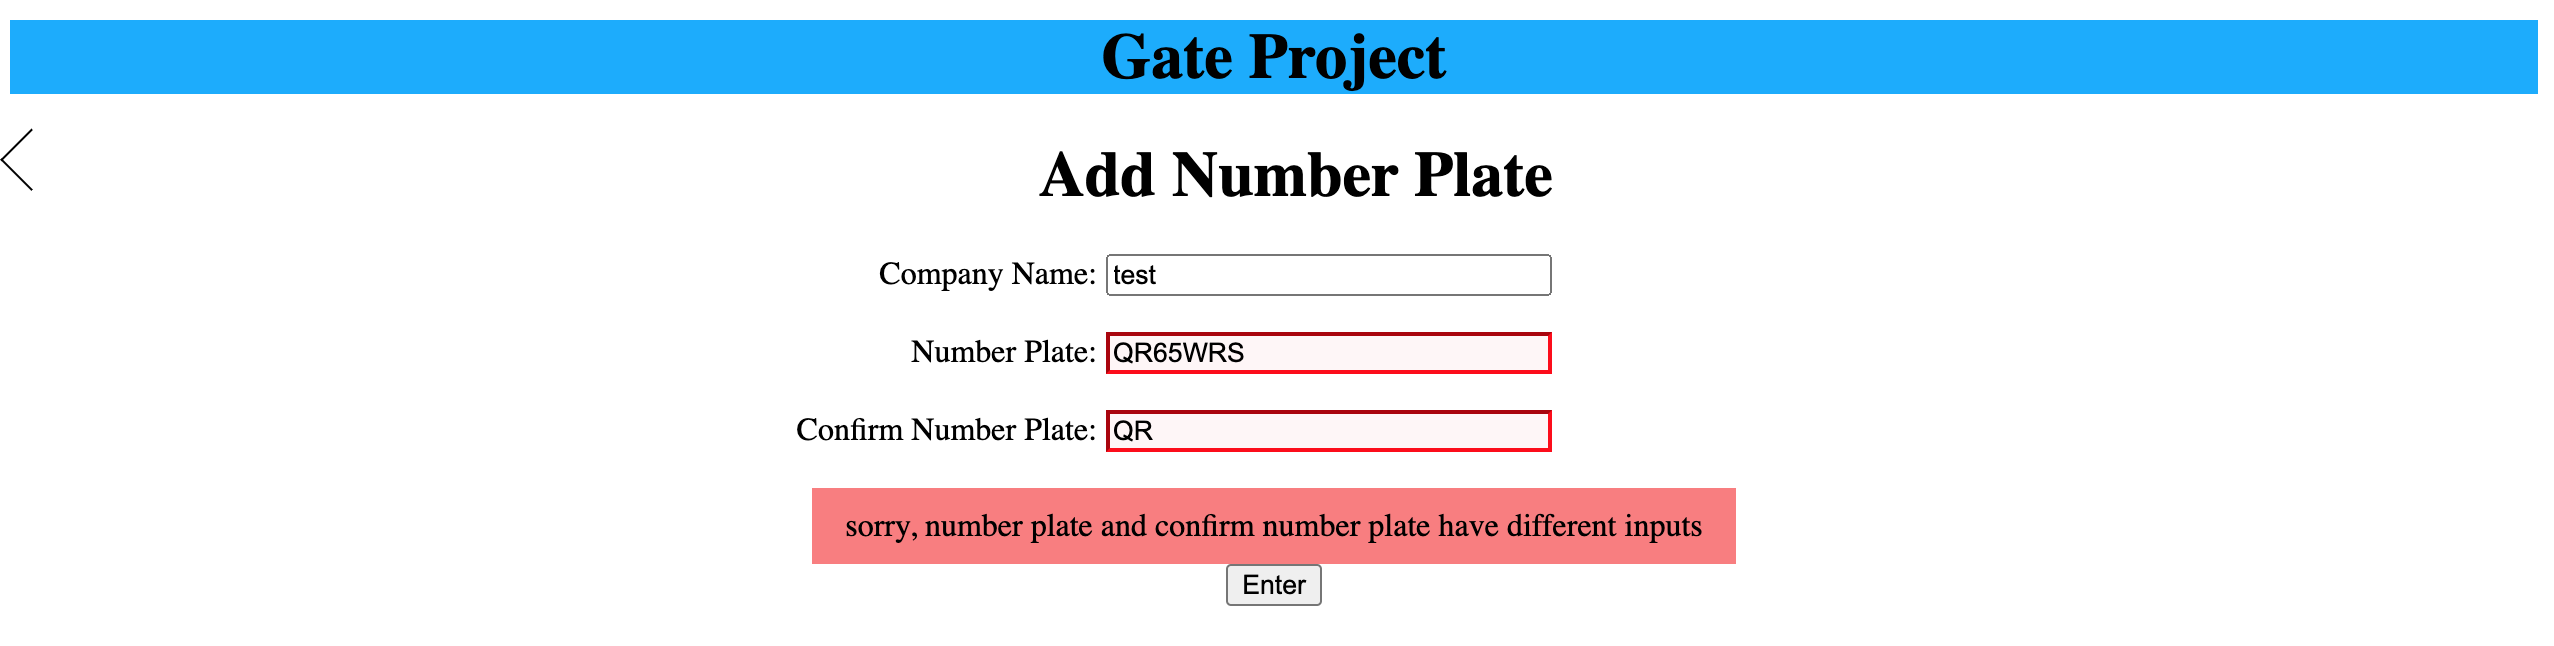 Gate Project
Add Number Plate
Company Name: test
Number Plate: QR65WRS
Confirm Number Plate: QR
sorry, number plate and confirm number plate have different inputs
Enter